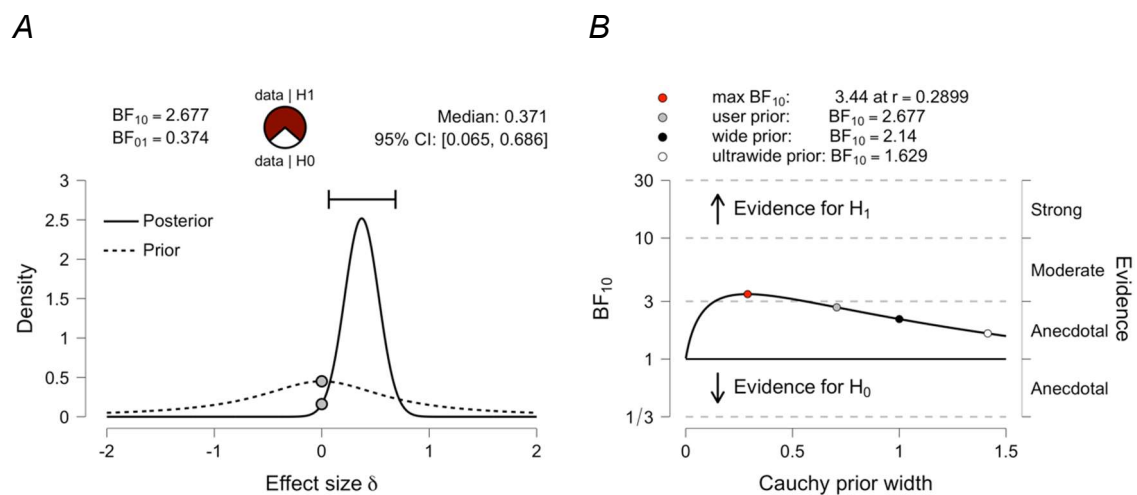 A
data | H1
BF10 = 2.677
BF01 = 0.374
data | H0
Median: 0.371
95% CI: [0.065, 0.686]
Posterior
Prior
Density
3
2.5
2
1.5
1
0.5
0
-2
-1
0
1
2
Effect size δ
B
max BF10: 3.44 at r = 0.2899
user prior: BF10 = 2.677
wide prior: BF10 = 2.14
ultrawide prior: BF10 = 1.629
Evidence for H1
Evidence for H0
BF10
30
10
3
1
1/3
Strong
Moderate
Anecdotal
Anecdotal
Evidence
0
0.5
1
1.5
Cauchy prior width